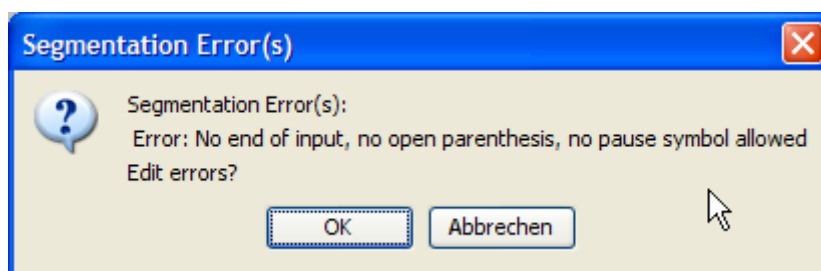 Segmentation Error(s)
Segmentation Error(s):
Error: No end of input, no open parenthesis, no pause symbol allowed
Edit errors?
OK Abbrechen